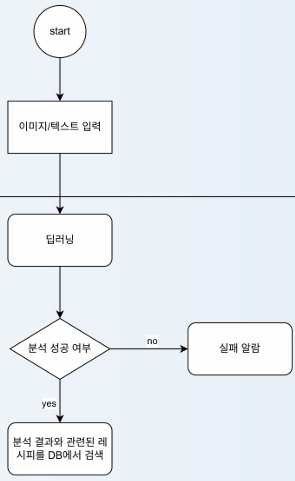 start
이미지/텍스트 입력
딥러닝
분석 성공 여부
no
실패 알람
yes
분석 결과와 관련된 레
시피를 DB에서 검색